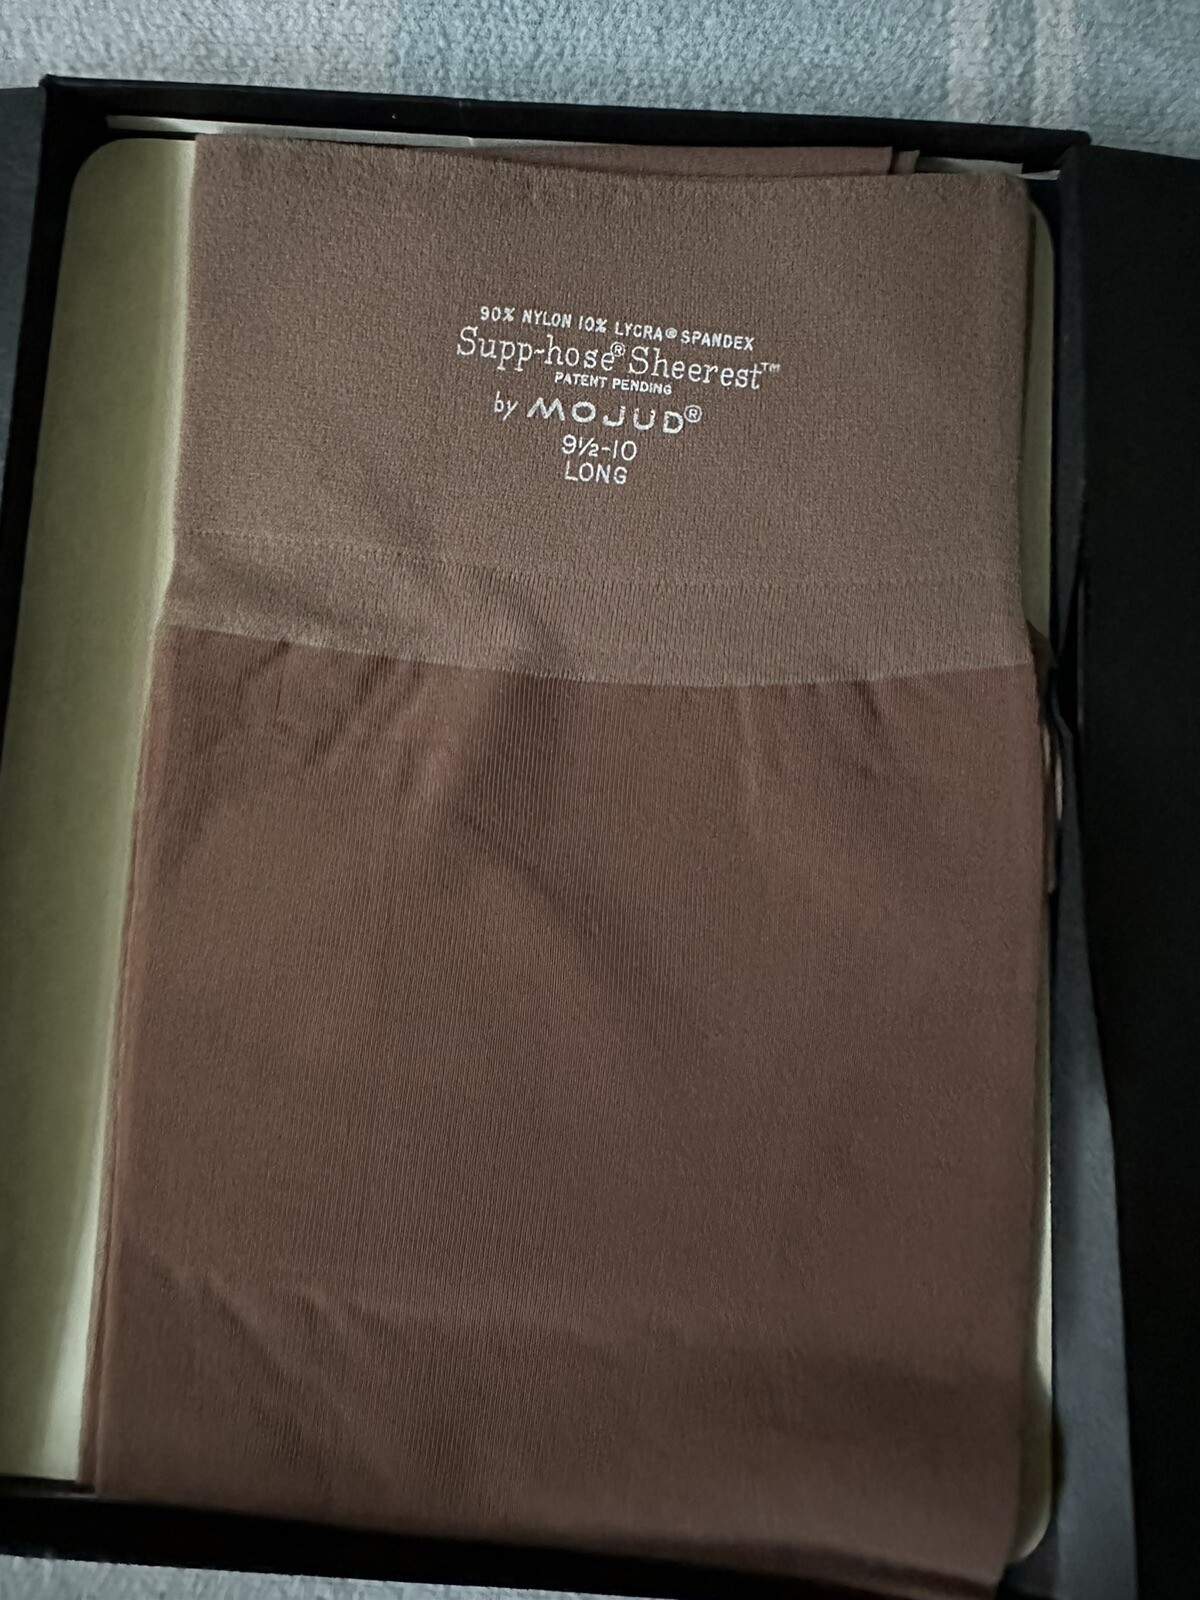 90% NYLON 10% LYCRA® SPANDEX
Supp-hose® Sheerest™
PATENT PENDING
by MOJUD®
9½-10
LONG